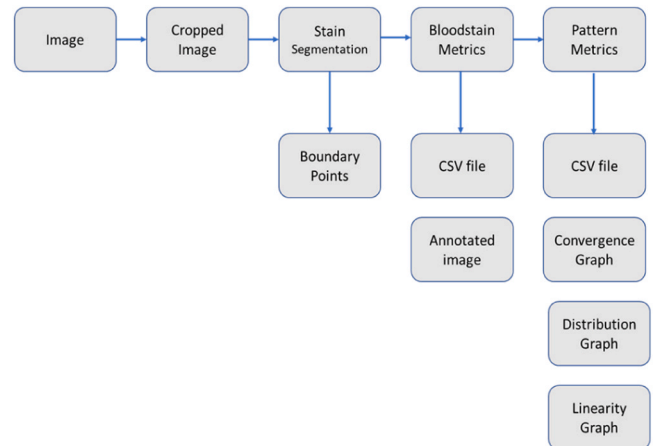 Image
Cropped
Image
Stain
Segmentation
Bloodstain
Metrics
Pattern
Metrics
Boundary
Points
CSV file
CSV file
Annotated
image
Convergence
Graph
Distribution
Graph
Linearity
Graph